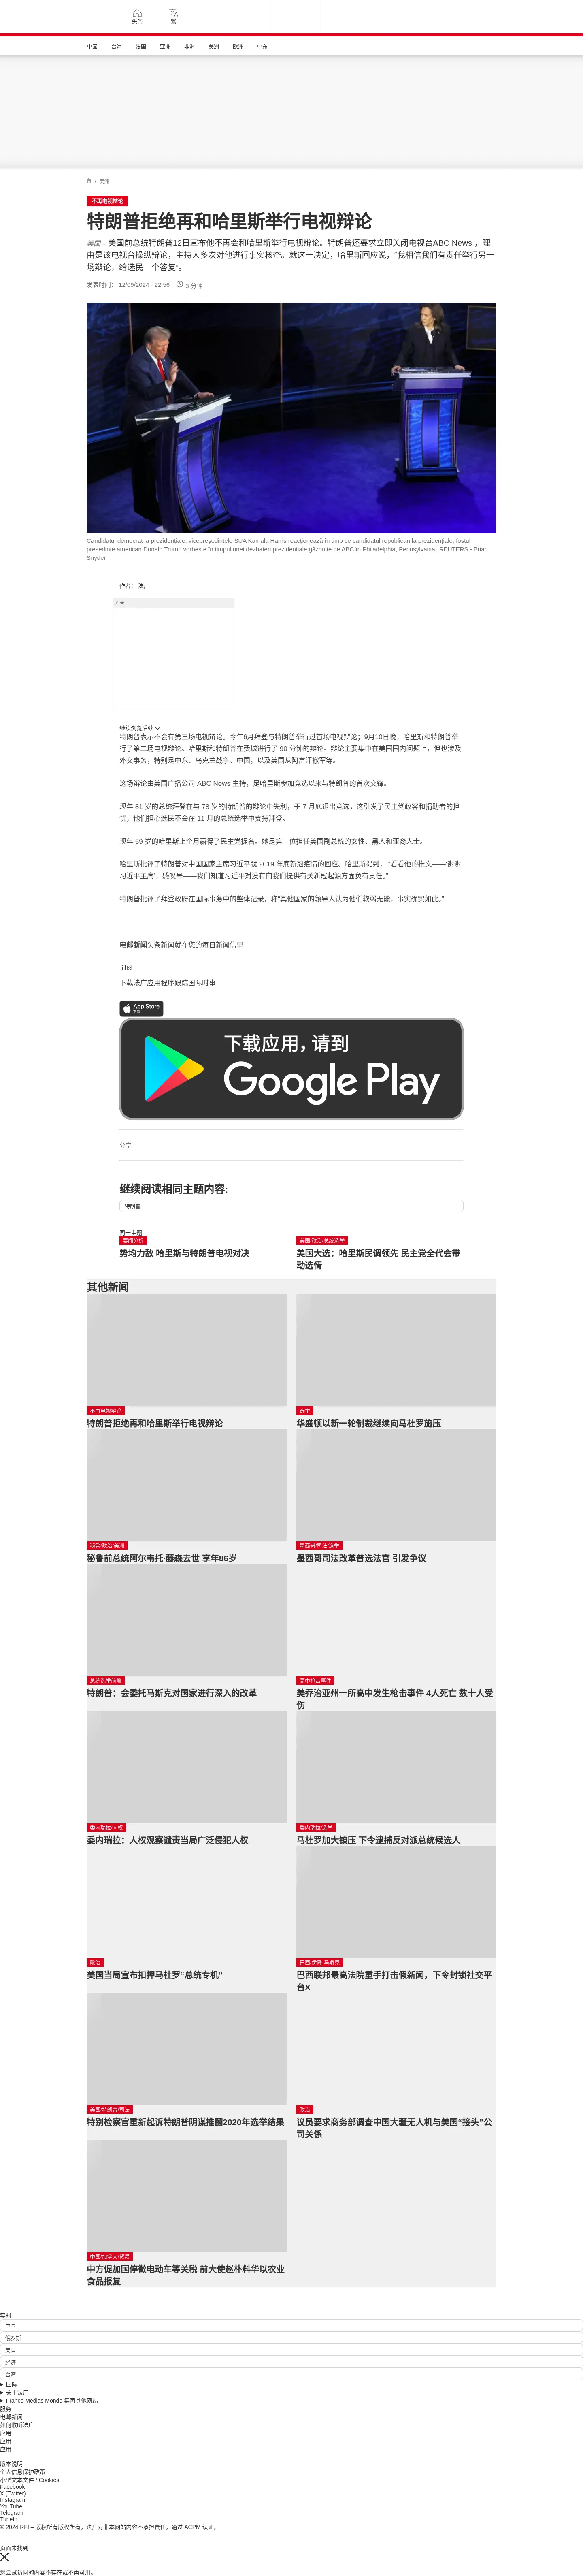 头条
繁
中国
台海
法国
亚洲
非洲
美洲
欧洲
中东
/ 美洲
不再电视辩论
特朗普拒绝再和哈里斯举行电视辩论
美国 – 美国前总统特朗普12日宣布他不再会和哈里斯举行电视辩论。特朗普还要求立即关闭电视台ABC News ，理
由是该电视台操纵辩论，主持人多次对他进行事实核查。就这一决定，哈里斯回应说，“我相信我们有责任举行另一
场辩论，给选民一个答复”。
发表时间： 12/09/2024 - 22:56
3 分钟
Candidatul democrat la prezidențiale, vicepreședintele SUA Kamala Harris reacționează în timp ce candidatul republican la prezidențiale, fostul
președinte american Donald Trump vorbește în timpul unei dezbateri prezidențiale găzduite de ABC în Philadelphia, Pennsylvania. REUTERS - Brian
Snyder
作者： 法广
广告
继续浏览后续
特朗普表示不会有第三场电视辩论。今年6月拜登与特朗普举行过首场电视辩论；9月10日晚，哈里斯和特朗普举
行了第二场电视辩论。哈里斯和特朗普在费城进行了 90 分钟的辩论。辩论主要集中在美国国内问题上，但也涉及
外交事务，特别是中东、乌克兰战争、中国，以及美国从阿富汗撤军等。
这场辩论由美国广播公司 ABC News 主持，是哈里斯参加竞选以来与特朗普的首次交锋。
现年 81 岁的总统拜登在与 78 岁的特朗普的辩论中失利，于 7 月底退出竞选，这引发了民主党政客和捐助者的担
忧，他们担心选民不会在 11 月的总统选举中支持拜登。
现年 59 岁的哈里斯上个月赢得了民主党提名。她是第一位担任美国副总统的女性、黑人和亚裔人士。
哈里斯批评了特朗普对中国国家主席习近平就 2019 年底新冠疫情的回应。哈里斯提到， “看看他的推文——‘谢谢
习近平主席’，感叹号——我们知道习近平对没有向我们提供有关新冠起源方面负有责任。”
特朗普批评了拜登政府在国际事务中的整体记录，称“其他国家的领导人认为他们软弱无能，事实确实如此。”
电邮新闻头条新闻就在您的每日新闻信里
订阅
下载法广应用程序跟踪国际时事
App Store
下载
下载应用，请到
Google Play
分享 :
继续阅读相同主题内容:
特朗普
同一主题
要闻分析
势均力敌 哈里斯与特朗普电视对决
美国/政治/总统选举
美国大选：哈里斯民调领先 民主党全代会带
动选情
其他新闻
不再电视辩论
特朗普拒绝再和哈里斯举行电视辩论
选举
华盛顿以新一轮制裁继续向马杜罗施压
秘鲁/政治/美洲
秘鲁前总统阿尔韦托·藤森去世 享年86岁
墨西哥/司法/选举
墨西哥司法改革普选法官 引发争议
总统选举前瞻
特朗普：会委托马斯克对国家进行深入的改革
高中枪击事件
美乔治亚州一所高中发生枪击事件 4人死亡 数十人受
伤
委内瑞拉/人权
委内瑞拉：人权观察谴责当局广泛侵犯人权
委内瑞拉/选举
马杜罗加大镇压 下令逮捕反对派总统候选人
政治
美国当局宣布扣押马杜罗“总统专机”
巴西/伊隆·马斯克
巴西联邦最高法院重手打击假新闻，下令封锁社交平
台X
美国/特朗普/司法
特别检察官重新起诉特朗普阴谋推翻2020年选举结果
政治
议员要求商务部调查中国大疆无人机与美国“接头”公
司关係
中国/加拿大/贸易
中方促加国停徵电动车等关税 前大使赵朴料华以农业
食品报复
实时
中国
俄罗斯
美国
经济
台湾
国际
关于法广
France Médias Monde 集团其他网站
服务
电邮新闻
如何收听法广
应用
应用
应用
版本说明
个人信息保护政策
小型文本文件 / Cookies
Facebook
X (Twitter)
Instagram
YouTube
Telegram
TuneIn
© 2024 RFI – 版权所有版权所有。法广对非本网站内容不承担责任。通过 ACPM 认证。
页面未找到
您尝试访问的内容不存在或不再可用。